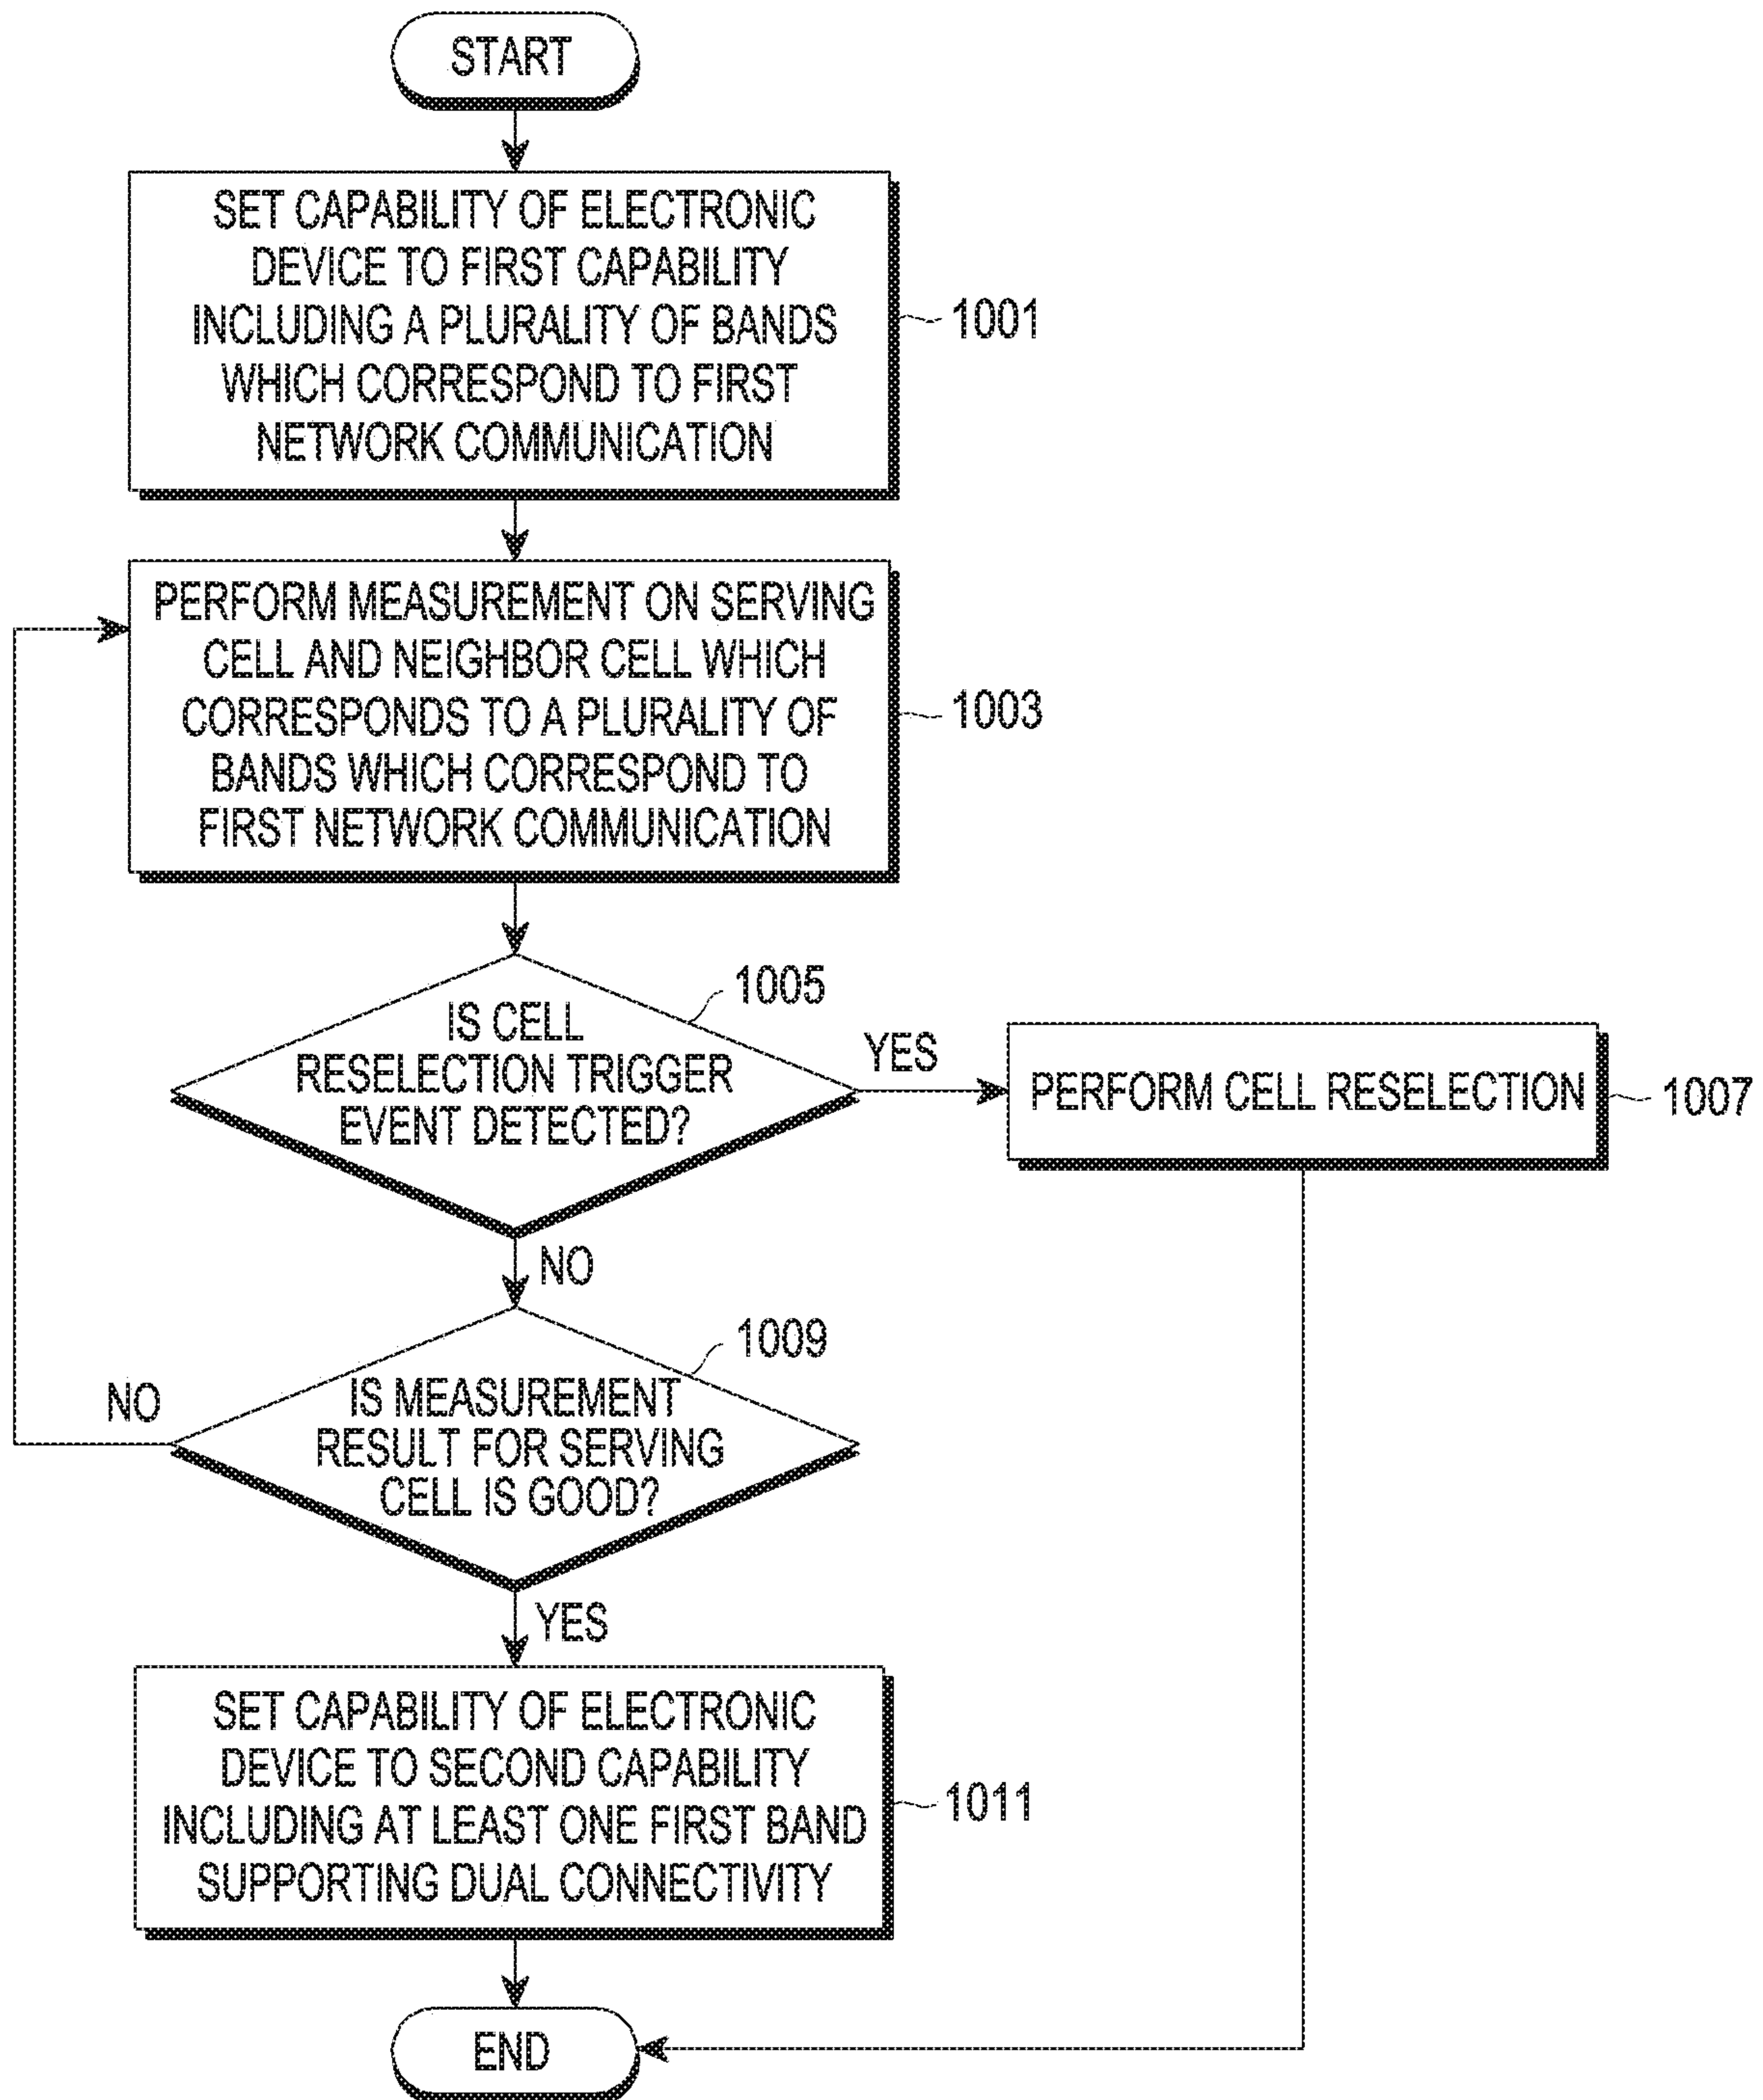 START
SET CAPABILITY OF ELECTRONIC
DEVICE TO FIRST CAPABILITY
INCLUDING A PLURALITY OF BANDS
WHICH CORRESPOND TO FIRST
NETWORK COMMUNICATION
1001
PERFORM MEASUREMENT ON SERVING
CELL AND NEIGHBOR CELL WHICH
CORRESPONDS TO A PLURALITY OF
BANDS WHICH CORRESPOND TO
FIRST NETWORK COMMUNICATION
1003
1005
IS CELL
RESELECTION TRIGGER
EVENT DETECTED?
YES
PERFORM CELL RESELECTION
1007
NO
1009
IS MEASUREMENT
RESULT FOR SERVING
CELL IS GOOD?
NO
YES
SET CAPABILITY OF ELECTRONIC
DEVICE TO SECOND CAPABILITY
INCLUDING AT LEAST ONE FIRST BAND
SUPPORTING DUAL CONNECTIVITY
1011
END